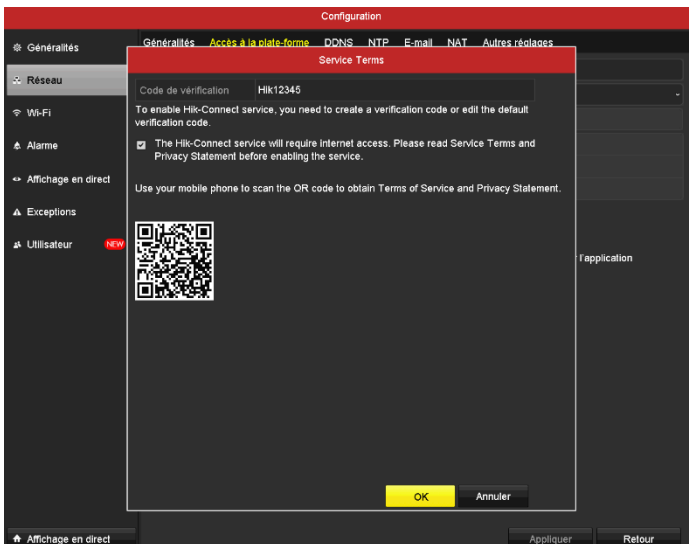 Configuration
Généralités
Réseau
Wi-Fi
Alarme
Affichage en direct
Exceptions
Utilisateur NEW
Affichage en direct
Généralités Accès à la plate-forme DDNS NTP E-mail NAT Autres réglages
Service Terms
Code de vérification Hik12345
To enable Hik-Connect service, you need to create a verification code or edit the default
verification code.
The Hik-Connect service will require internet access. Please read Service Terms and
Privacy Statement before enabling the service.
Use your mobile phone to scan the QR code to obtain Terms of Service and Privacy Statement.
l'application
OK Annuler
Appliquer Retour